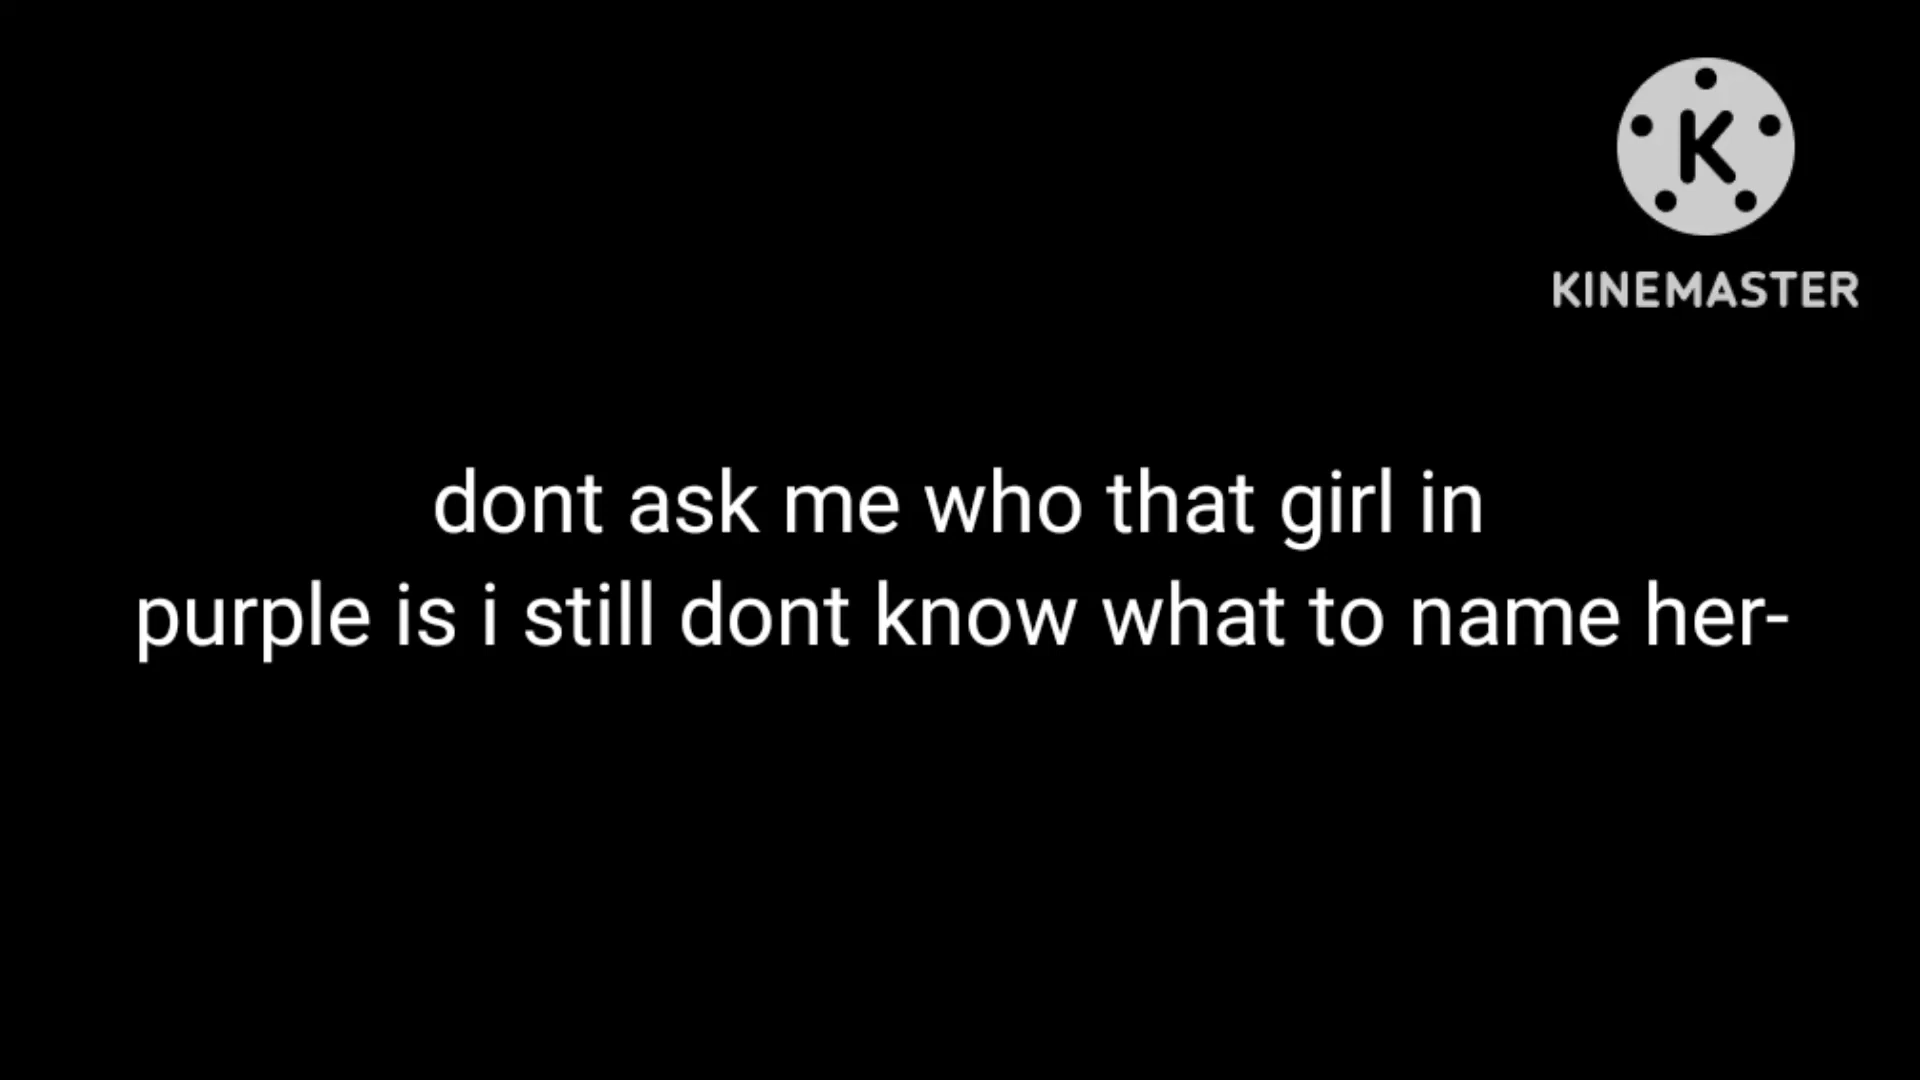 K
KINEMASTER
dont ask me who that girl in
purple is i still dont know what to name her-